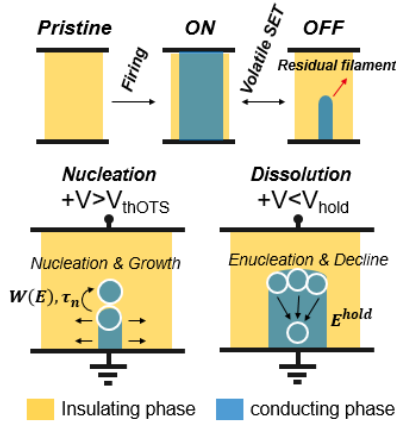 Pristine ON OFF
Firing
Volatile SET
Residual filament
Nucleation Dissolution
+V>VthOTS +V<Vhold
Nucleation & Growth Enucleation & Decline
W(E), τn
Ehold
Insulating phase conducting phase